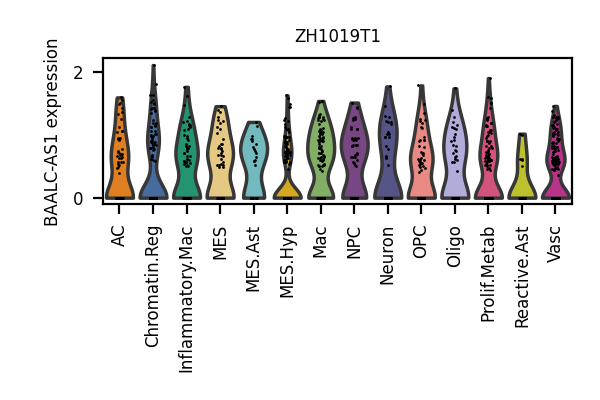 ZH1019T1
BAALC-AS1 expression
2
0
AC
Chromatin.Reg
Inflammatory.Mac
MES
MES.Ast
MES.Hyp
Mac
NPC
Neuron
OPC
Oligo
Prolif.Metab
Reactive.Ast
Vasc